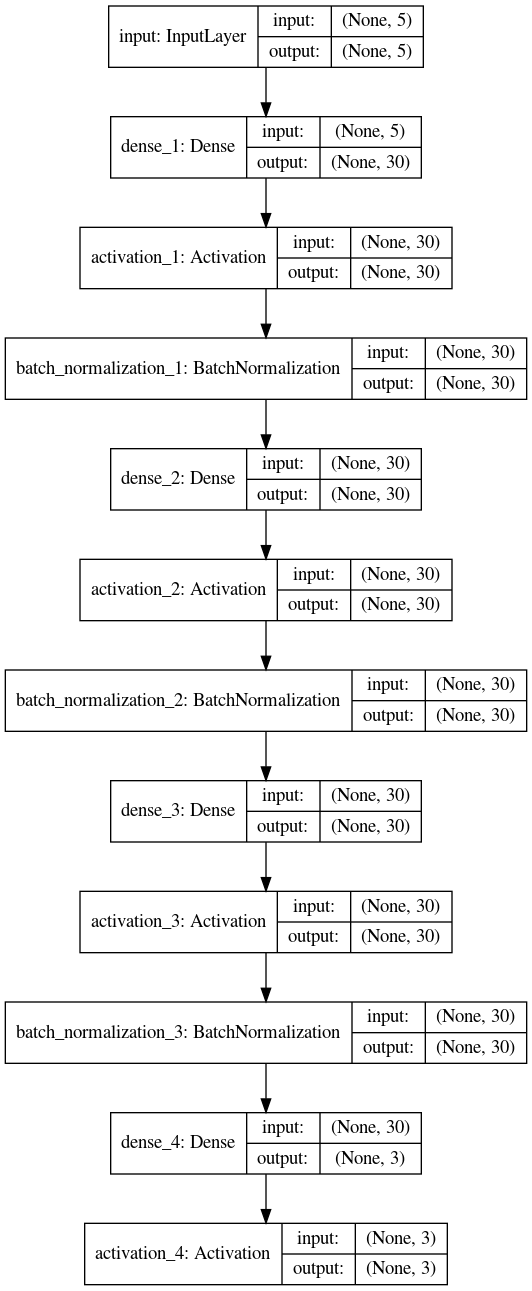 input: InputLayer
input: (None, 5)
output: (None, 5)
dense_1: Dense
input: (None, 5)
output: (None, 30)
activation_1: Activation
input: (None, 30)
output: (None, 30)
batch_normalization_1: BatchNormalization
input: (None, 30)
output: (None, 30)
dense_2: Dense
input: (None, 30)
output: (None, 30)
activation_2: Activation
input: (None, 30)
output: (None, 30)
batch_normalization_2: BatchNormalization
input: (None, 30)
output: (None, 30)
dense_3: Dense
input: (None, 30)
output: (None, 30)
activation_3: Activation
input: (None, 30)
output: (None, 30)
batch_normalization_3: BatchNormalization
input: (None, 30)
output: (None, 30)
dense_4: Dense
input: (None, 30)
output: (None, 3)
activation_4: Activation
input: (None, 3)
output: (None, 3)